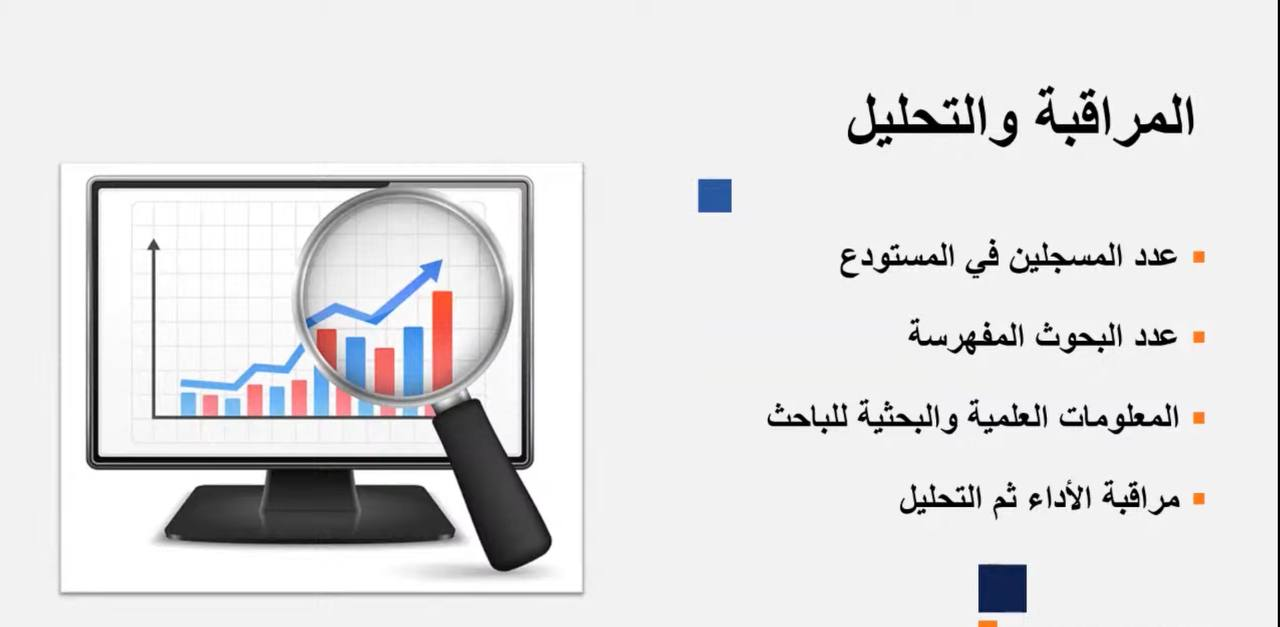 المراقبة والتحليل
عدد المسجلين في المستودع
عدد البحوث المفهرسة
المعلومات العلمية والبحثية للباحث
مراقبة الأداء ثم التحليل